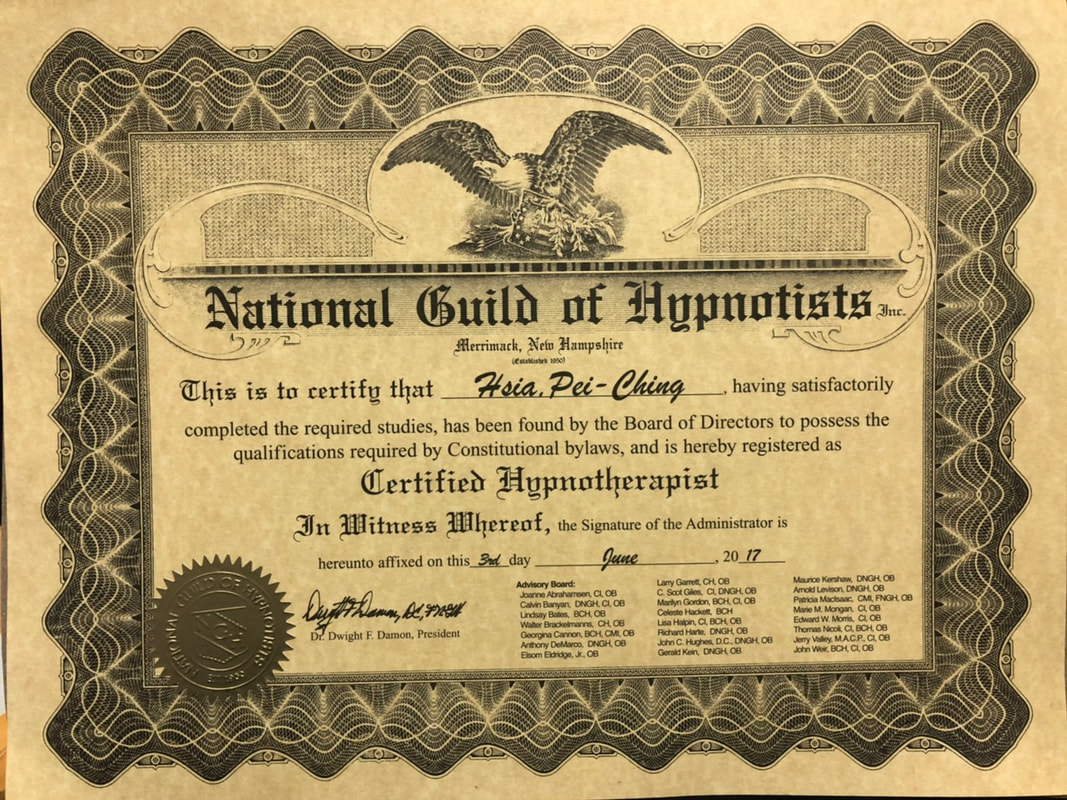 National Guild of Hypnotists Inc.
Merrimack, New Hampshire
(Established 1950)
This is to certify that Hsia, Pei-Ching, having satisfactorily
completed the required studies, has been found by the Board of Directors to possess the
qualifications required by Constitutional bylaws, and is hereby registered as
Certified Hypnotherapist
In Witness Whereof, the Signature of the Administrator is
hereunto affixed on this 3rd day June, 2017
Dr. Dwight F. Damon, President
NATIONAL GUILD OF HYPNOTISTS
EST. 1950
Advisory Board:
Joanne Abrahamsen, CI, OB
Calvin Banyan, DNGH, CI, OB
Lindsay Bates, BCH, OB
Walter Brackelmanns, CH, OB
Georgina Cannon, BCH, CMI, OB
Anthony DeMarco, DNGH, OB
Elsom Eldridge, Jr., OB
Larry Garrett, CH, OB
C. Scot Giles, CI, DNGH, OB
Marilyn Gordon, BCH, CI, OB
Celeste Hackett, BCH
Lisa Halpin, CI, BCH, OB
Richard Harte, DNGH, OB
John C. Hughes, D.C., DNGH, OB
Gerald Kein, DNGH, OB
Maurice Kershaw, DNGH, OB
Arnold Levison, DNGH, OB
Patricia MacIsaac, CMI, FNGH, OB
Marie M. Mongan, CI, OB
Edward W. Morris, CI, OB
Thomas Nicoli, CI, BCH, OB
Jerry Valley, M.A.C.P., CI, OB
John Weir, BCH, CI, OB